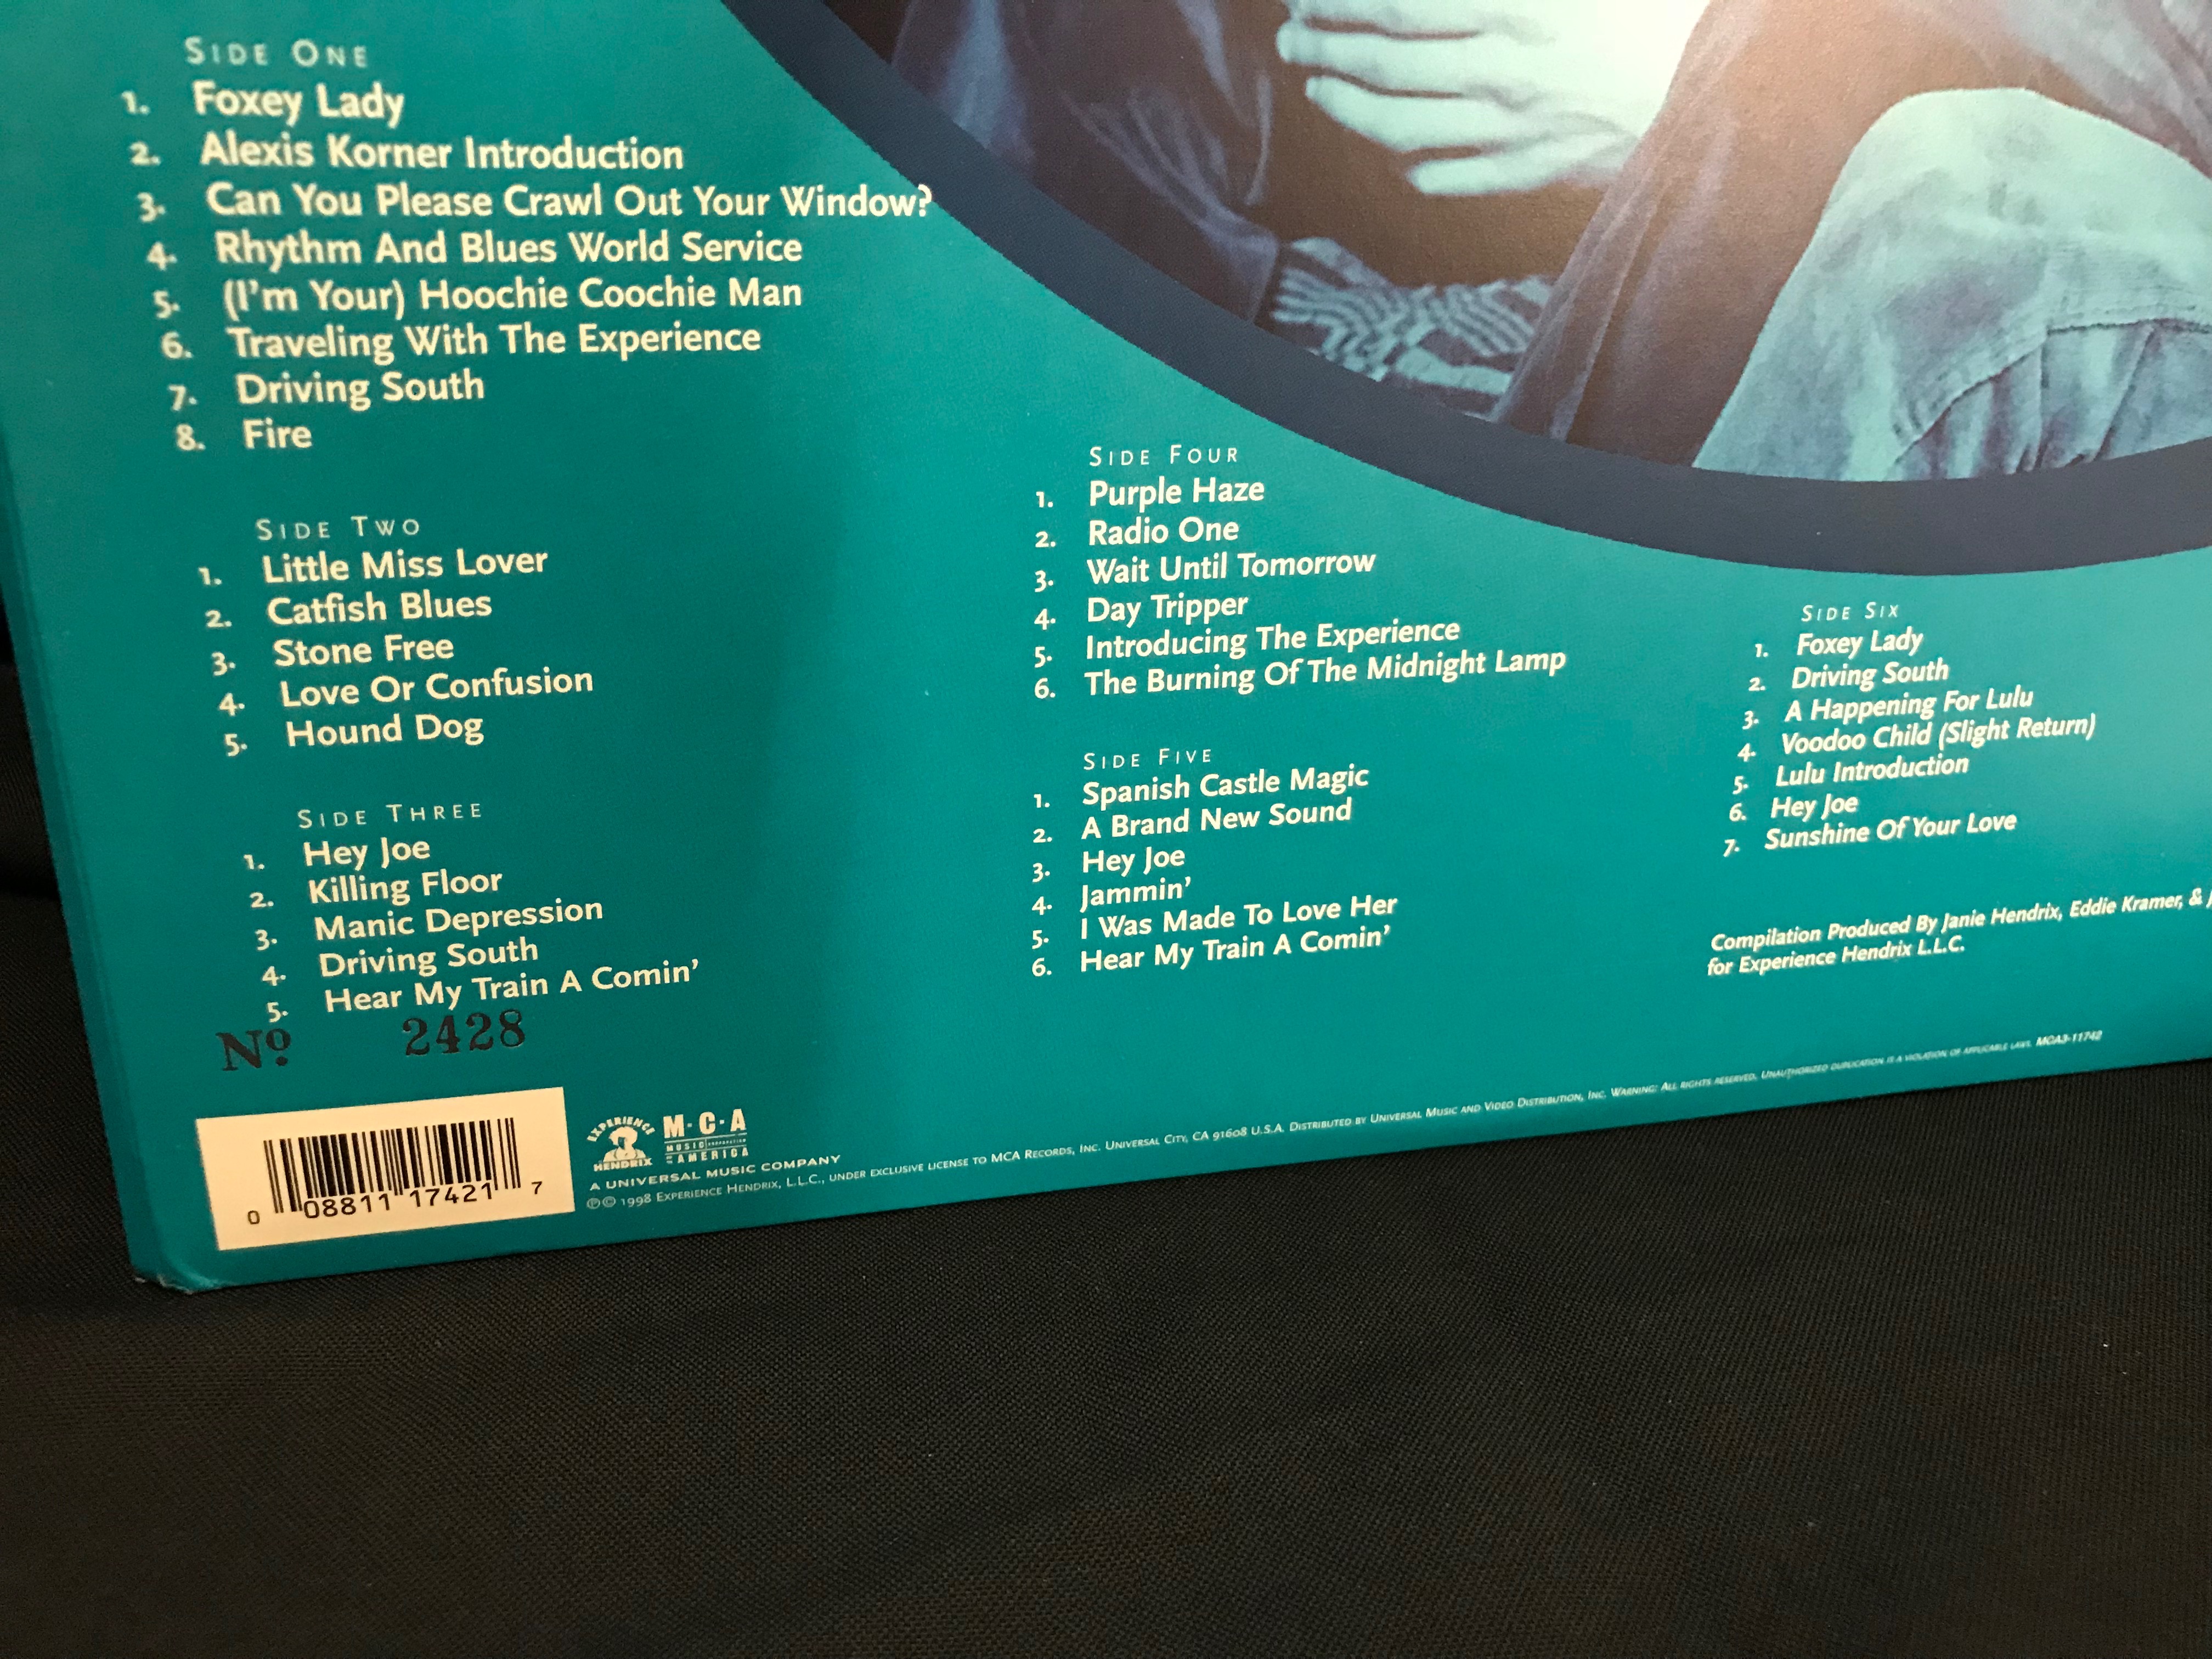 SIDE ONE
1. Foxey Lady
2. Alexis Korner Introduction
3. Can You Please Crawl Out Your Window?
4. Rhythm And Blues World Service
5. (I'm Your) Hoochie Coochie Man
6. Traveling With The Experience
7. Driving South
8. Fire
SIDE TWO
1. Little Miss Lover
2. Catfish Blues
3. Stone Free
4. Love Or Confusion
5. Hound Dog
SIDE THREE
1. Hey Joe
2. Killing Floor
3. Manic Depression
4. Driving South
5. Hear My Train A Comin'
Nº 2428
SIDE FOUR
1. Purple Haze
2. Radio One
3. Wait Until Tomorrow
4. Day Tripper
5. Introducing The Experience
6. The Burning Of The Midnight Lamp
SIDE FIVE
1. Spanish Castle Magic
2. A Brand New Sound
3. Hey Joe
4. Jammin'
5. I Was Made To Love Her
6. Hear My Train A Comin'
SIDE SIX
1. Foxey Lady
2. Driving South
3. A Happening For Lulu
4. Voodoo Child (Slight Return)
5. Lulu Introduction
6. Hey Joe
7. Sunshine Of Your Love
Compilation Produced By Janie Hendrix, Eddie Kramer, & J
for Experience Hendrix L.L.C.
0 08811 17421 7
EXPERIENCE
HENDRIX
M·C·A
MUSIC
AMERICA
A UNIVERSAL MUSIC COMPANY
℗© 1998 EXPERIENCE HENDRIX, L.L.C., UNDER EXCLUSIVE LICENSE TO MCA RECORDS, INC. UNIVERSAL CITY, CA 91608 U.S.A. DISTRIBUTED BY UNIVERSAL MUSIC AND VIDEO DISTRIBUTION, INC. WARNING: ALL RIGHTS RESERVED. UNAUTHORIZED DUPLICATION IS A VIOLATION OF APPLICABLE LAWS. MCA3-11742